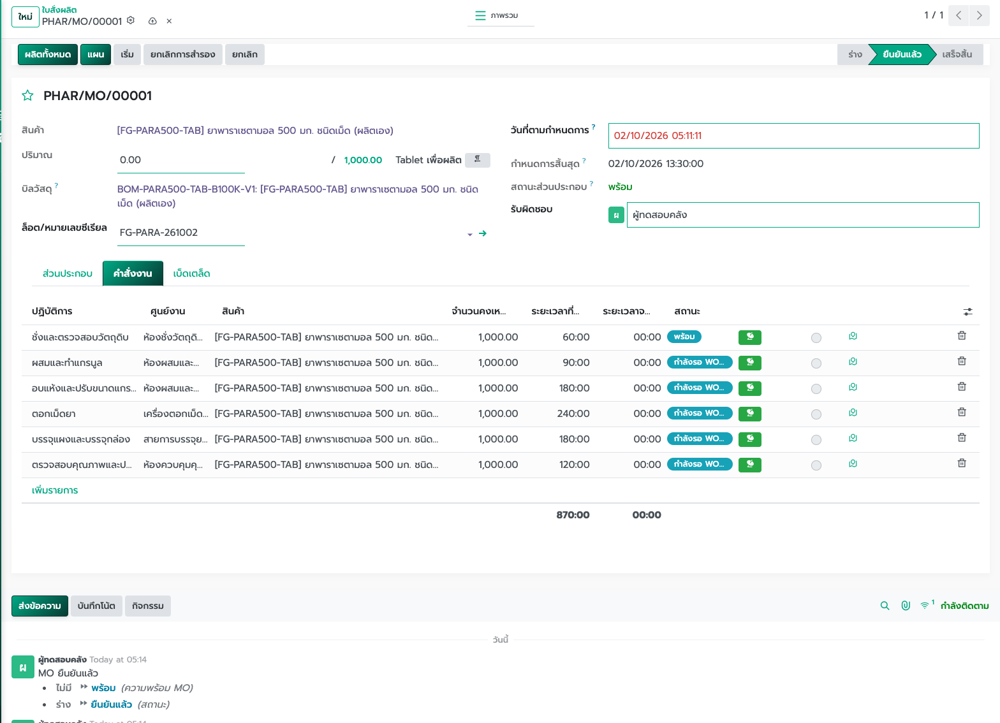 ใหม่
ใบสั่งผลิต
PHAR/MO/00001
ภาพรวม
1 / 1
ผลิตทั้งหมด แผน เริ่ม ยกเลิกการสำรอง ยกเลิก
ร่าง ยืนยันแล้ว เสร็จสิ้น
PHAR/MO/00001
สินค้า [FG-PARA500-TAB] ยาพาราเซตามอล 500 มก. ชนิดเม็ด (ผลิตเอง)
ปริมาณ 0.00 / 1,000.00 Tablet เพื่อผลิต
บิลวัสดุ ? BOM-PARA500-TAB-B100K-V1: [FG-PARA500-TAB] ยาพาราเซตามอล 500 มก. ชนิด
เม็ด (ผลิตเอง)
ล็อต/หมายเลขซีเรียล FG-PARA-261002
วันที่ตามกำหนดการ ? 02/10/2026 05:11:11
กำหนดการสิ้นสุด ? 02/10/2026 13:30:00
สถานะส่วนประกอบ ? พร้อม
รับผิดชอบ ผ ผู้ทดสอบคลัง
ส่วนประกอบ คำสั่งงาน เบ็ดเตล็ด
ปฏิบัติการ ศูนย์งาน สินค้า จำนวนคงเห... ระยะเวลาที่... ระยะเวลาจ... สถานะ
ชั่งและตรวจสอบวัตถุดิบ ห้องชั่งวัตถุดิ... [FG-PARA500-TAB] ยาพาราเซตามอล 500 มก. ชนิด... 1,000.00 60:00 00:00 พร้อม
ผสมและทำแกรนูล ห้องผสมและ... [FG-PARA500-TAB] ยาพาราเซตามอล 500 มก. ชนิด... 1,000.00 90:00 00:00 กำลังรอ WO...
อบแห้งและปรับขนาดแกร... ห้องผสมและ... [FG-PARA500-TAB] ยาพาราเซตามอล 500 มก. ชนิด... 1,000.00 180:00 00:00 กำลังรอ WO...
ตอกเม็ดยา เครื่องตอกเม็ด... [FG-PARA500-TAB] ยาพาราเซตามอล 500 มก. ชนิด... 1,000.00 240:00 00:00 กำลังรอ WO...
บรรจุแผงและบรรจุกล่อง สายการบรรจุย... [FG-PARA500-TAB] ยาพาราเซตามอล 500 มก. ชนิด... 1,000.00 180:00 00:00 กำลังรอ WO...
ตรวจสอบคุณภาพและป... ห้องควบคุมคุ... [FG-PARA500-TAB] ยาพาราเซตามอล 500 มก. ชนิด... 1,000.00 120:00 00:00 กำลังรอ WO...
เพิ่มรายการ
870:00 00:00
ส่งข้อความ บันทึกโน้ต กิจกรรม
1 กำลังติดตาม
วันนี้
ผ ผู้ทดสอบคลัง Today at 05:14
MO ยืนยันแล้ว
ไม่มี พร้อม (ความพร้อม MO)
ร่าง ยืนยันแล้ว (สถานะ)